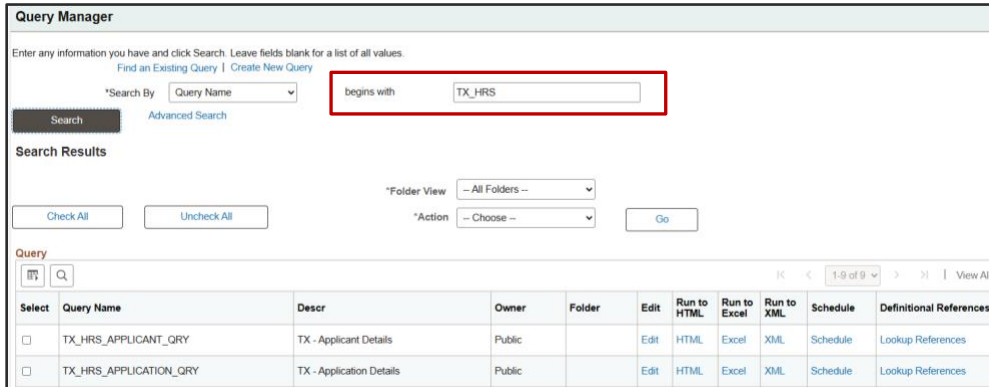 Query Manager
Enter any information you have and click Search. Leave fields blank for a list of all values.
Find an Existing Query | Create New Query
*Search By Query Name begins with TX_HRS
Search Advanced Search
Search Results
*Folder View -- All Folders --
Check All Uncheck All *Action -- Choose -- Go
Query
1-9 of 9 | View All
Select Query Name Descr Owner Folder Edit Run to HTML Run to Excel Run to XML Schedule Definitional References
TX_HRS_APPLICANT_QRY TX - Applicant Details Public Edit HTML Excel XML Schedule Lookup References
TX_HRS_APPLICATION_QRY TX - Application Details Public Edit HTML Excel XML Schedule Lookup References